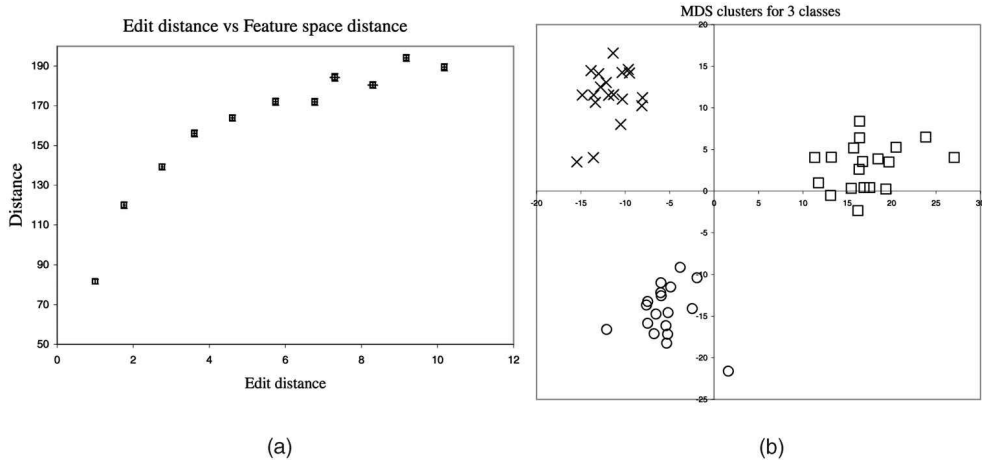 Edit distance vs Feature space distance
190
170
150
130
110
90
70
50
0 2 4 6 8 10 12
Distance
Edit distance
(a)
MDS clusters for 3 classes
20
15
10
5
0
-20 -15 -10 -5 0 5 10 15 20 25 30
-5
-10
-15
-20
-25
(b)